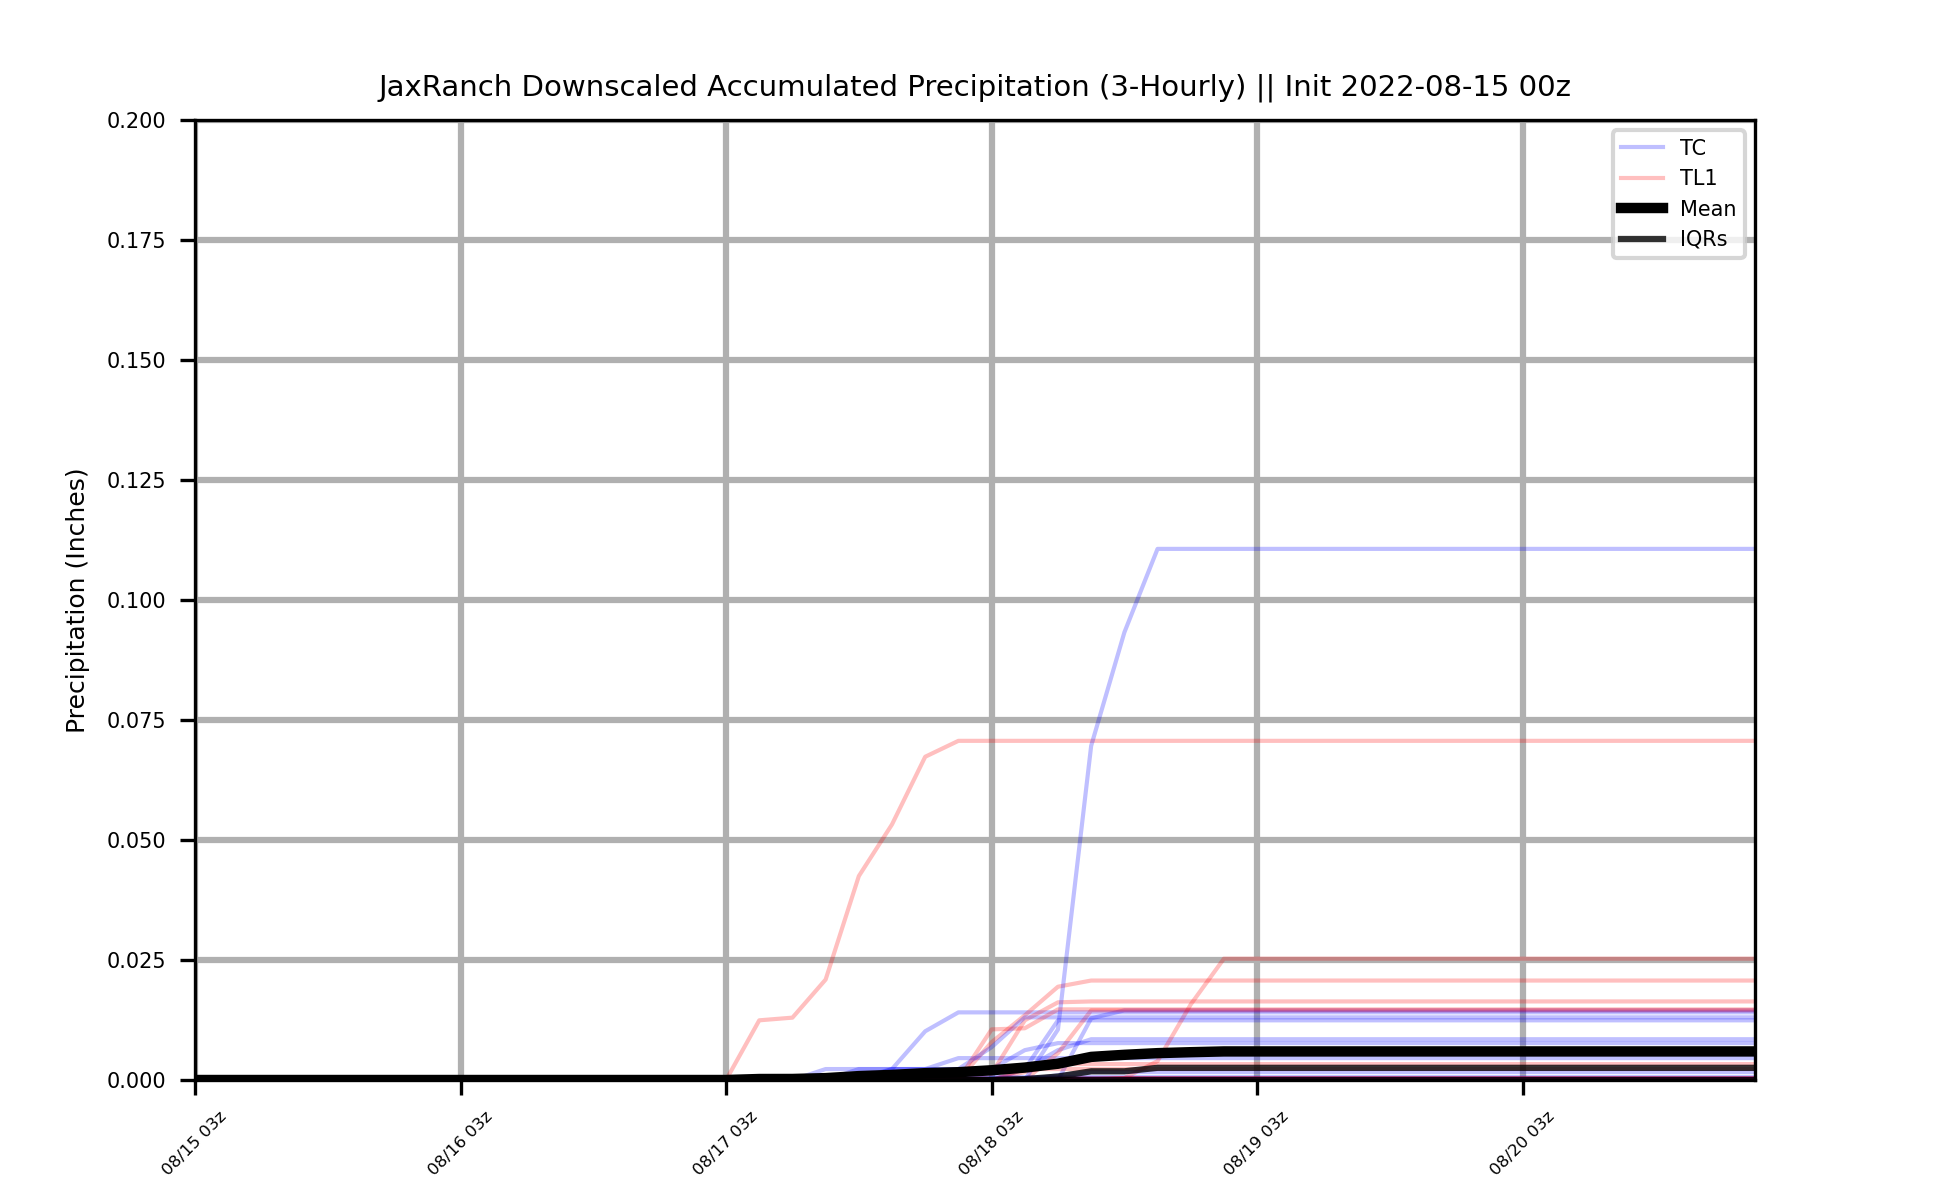 JaxRanch Downscaled Accumulated Precipitation (3-Hourly) || Init 2022-08-15 00z
0.200
0.175
0.150
0.125
0.100
0.075
0.050
0.025
0.000
Precipitation (Inches)
TC
TL1
Mean
IQRs
08/15 03z
08/16 03z
08/17 03z
08/18 03z
08/19 03z
08/20 03z